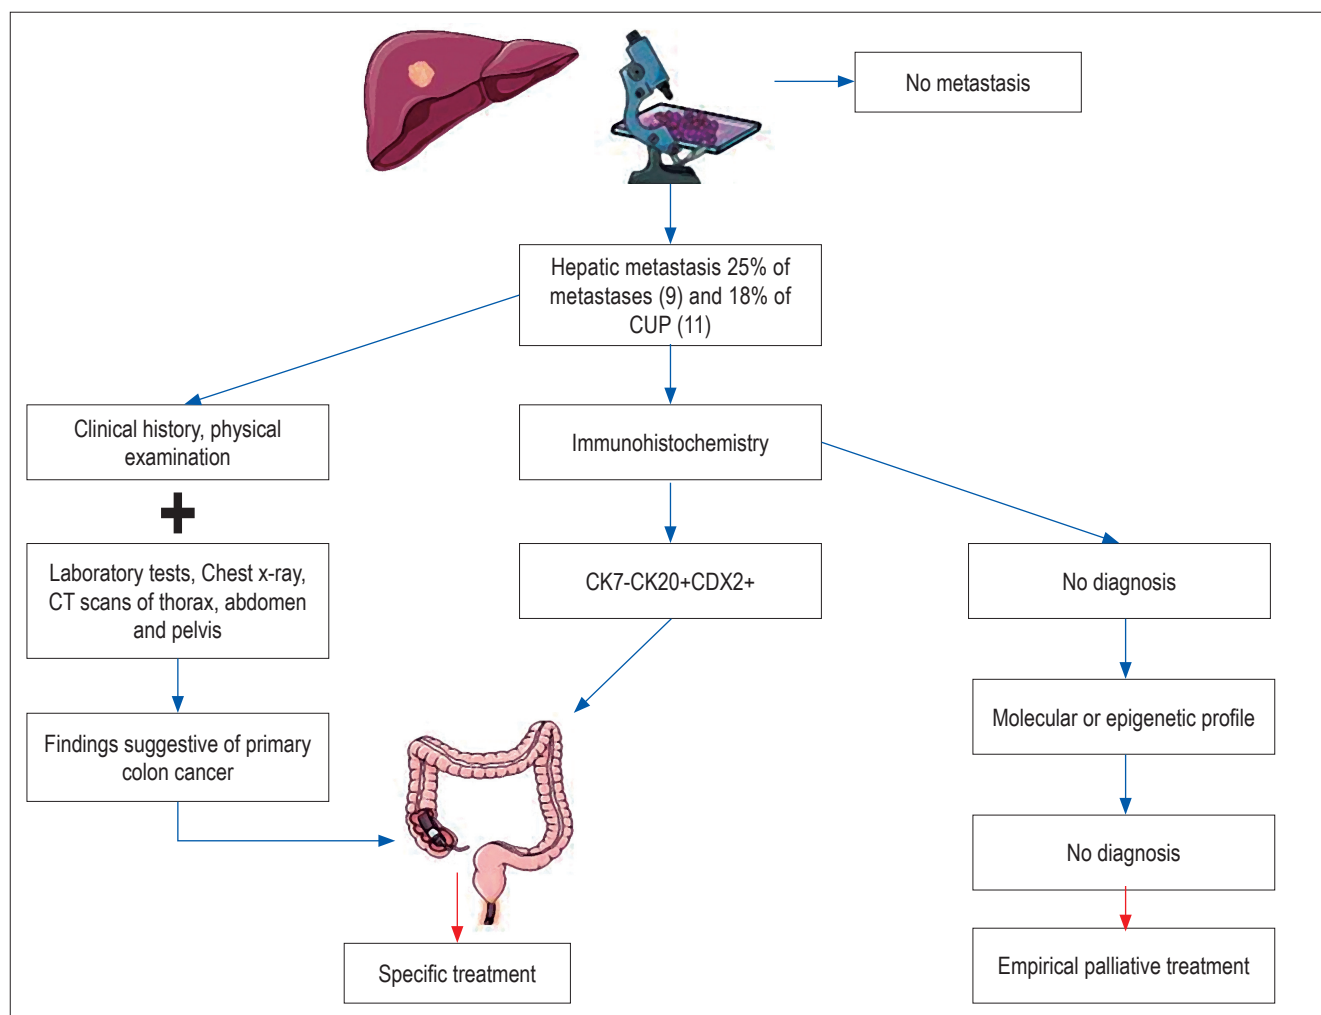 No metastasis
Hepatic metastasis 25% of
metastases (9) and 18% of
CUP (11)
Clinical history, physical
examination
Immunohistochemistry
Laboratory tests, Chest x-ray,
CT scans of thorax, abdomen
and pelvis
CK7-CK20+CDX2+
No diagnosis
Findings suggestive of primary
colon cancer
Molecular or epigenetic profile
No diagnosis
Specific treatment
Empirical palliative treatment